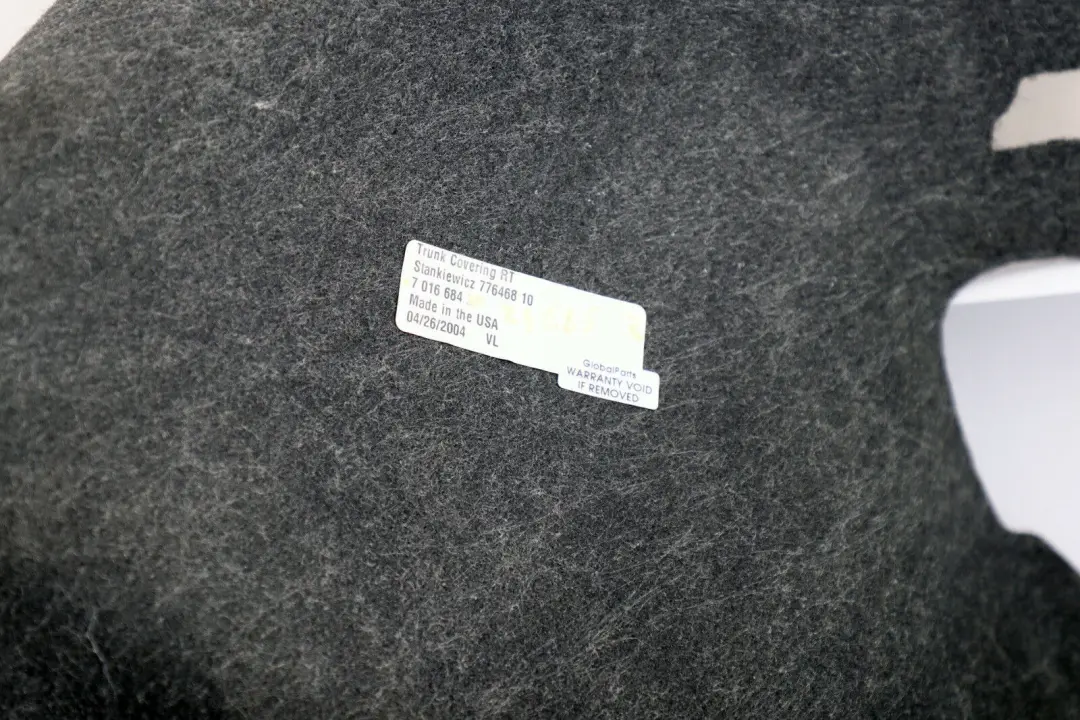 Trunk Covering RT
Stankiewicz 776468 10
7 016 684
Made in the USA
04/26/2004 VL
GlobalParts
WARRANTY VOID
IF REMOVED